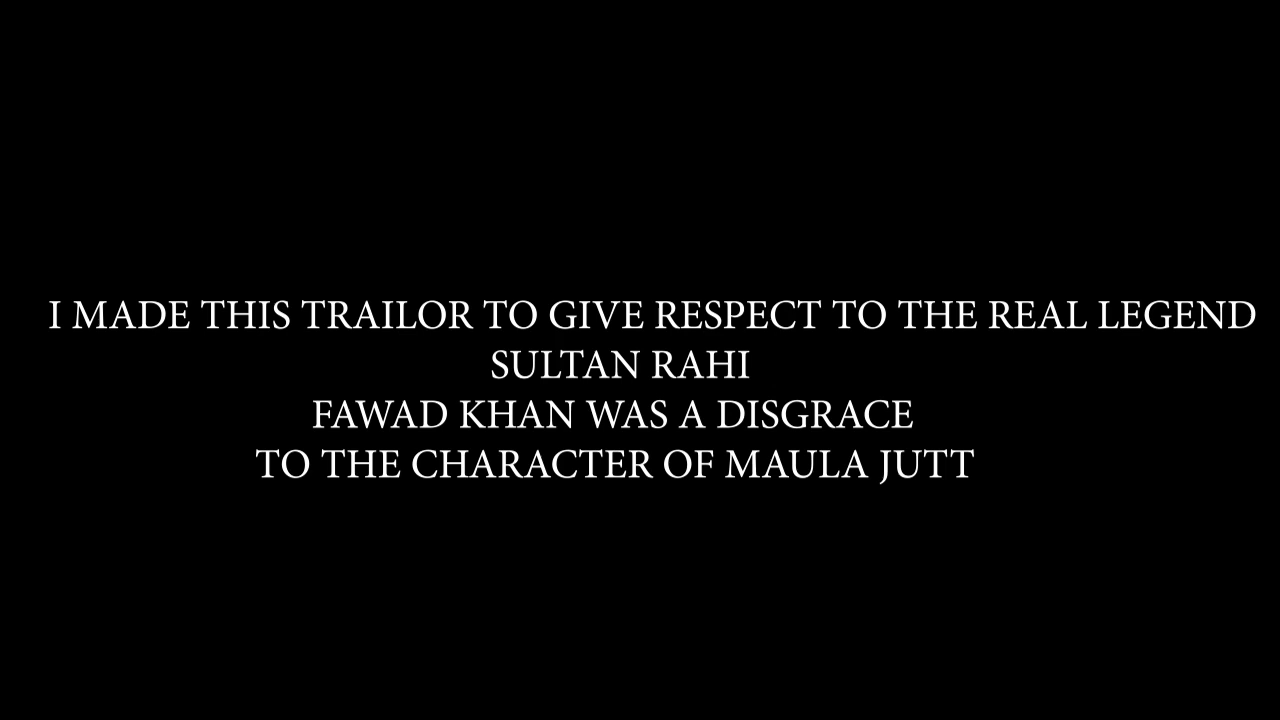 I MADE THIS TRAILOR TO GIVE RESPECT TO THE REAL LEGEND
SULTAN RAHI
FAWAD KHAN WAS A DISGRACE
TO THE CHARACTER OF MAULA JUTT